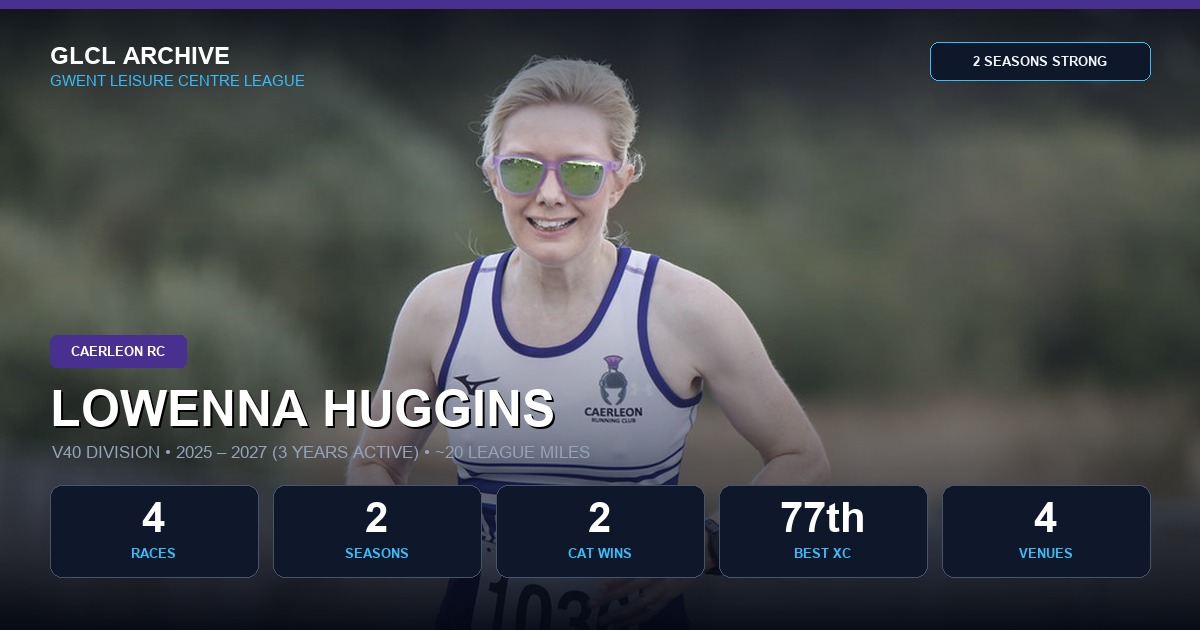 GLCL ARCHIVE
GWENT LEISURE CENTRE LEAGUE
2 SEASONS STRONG
CAERLEON
RUNNING CLUB
CAERLEON RC
LOWENNA HUGGINS
V40 DIVISION • 2025 – 2027 (3 YEARS ACTIVE) • ~20 LEAGUE MILES
4
RACES
2
SEASONS
2
CAT WINS
77th
BEST XC
4
VENUES